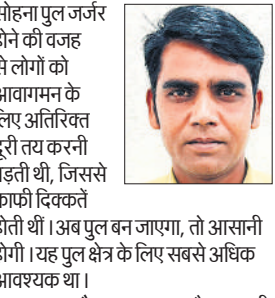 सोहना पुल जर्जर
होने की वजह
से लोगों को
आवागमन के
लिए अतिरिक्त
दूरी तय करनी
पड़ती थी, जिससे
काफी दिक्कतें
होती थीं। अब पुल बन जाएगा, तो आसानी
होगी। यह पुल क्षेत्र के लिए सबसे अधिक
आवश्यक था।